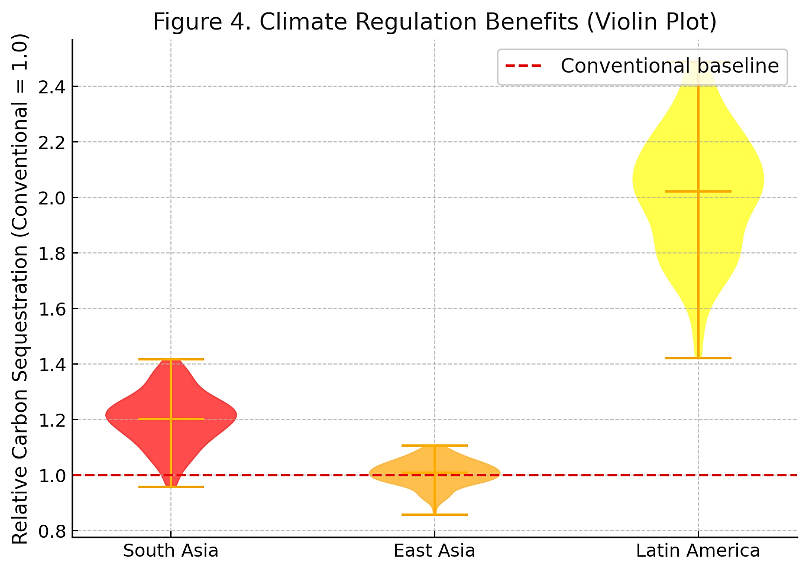 Figure 4. Climate Regulation Benefits (Violin Plot)
Relative Carbon Sequestration (Conventional = 1.0)
Conventional baseline
2.4
2.2
2.0
1.8
1.6
1.4
1.2
1.0
0.8
South Asia
East Asia
Latin America